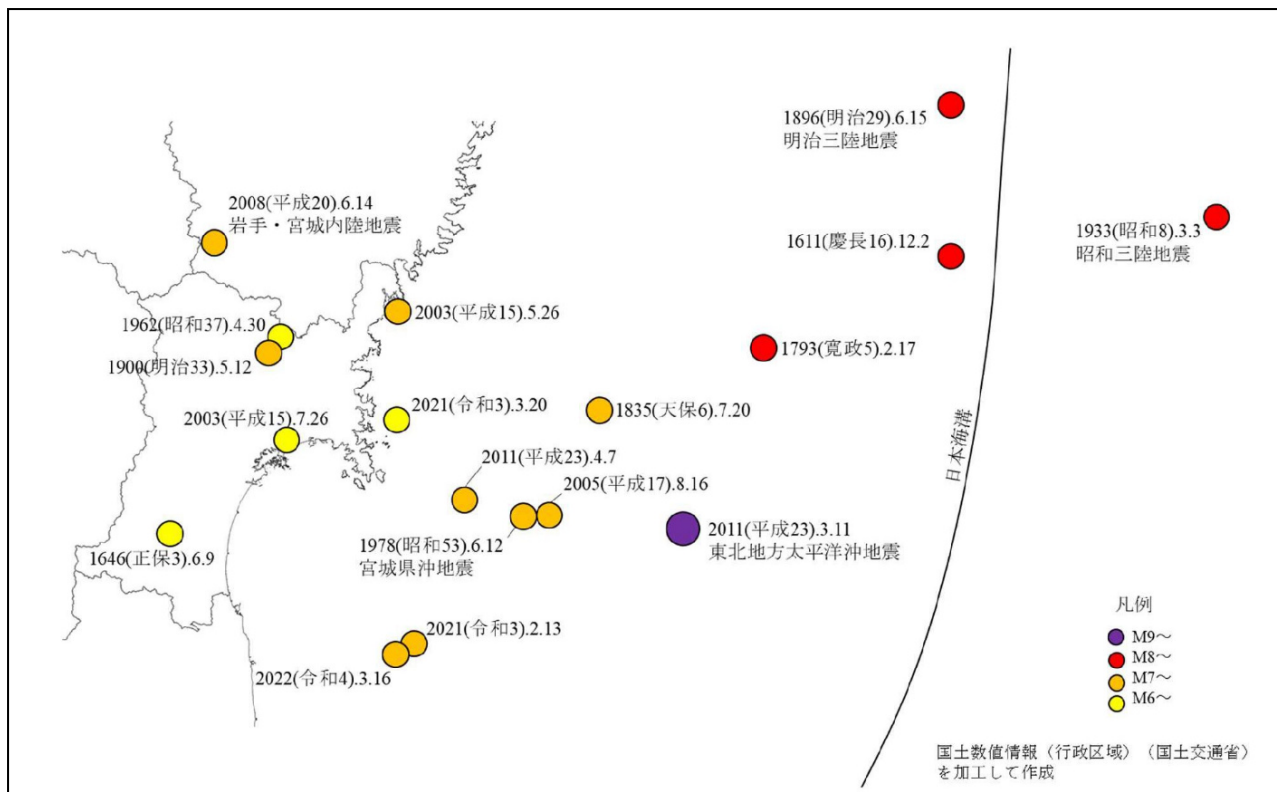 1896(明治29).6.15
明治三陸地震
2008(平成20).6.14
岩手・宮城内陸地震
1933(昭和8).3.3
昭和三陸地震
1611(慶長16).12.2
2003(平成15).5.26
1962(昭和37).4.30
1900(明治33).5.12
1793(寛政5).2.17
2021(令和3).3.20
1835(天保6).7.20
2003(平成15).7.26
日本海溝
2011(平成23).4.7
2005(平成17).8.16
1978(昭和53).6.12
宮城県沖地震
2011(平成23).3.11
東北地方太平洋沖地震
1646(正保3).6.9
2021(令和3).2.13
2022(令和4).3.16
凡例
M9～
M8～
M7～
M6～
国土数値情報（行政区域）（国土交通省）
を加工して作成